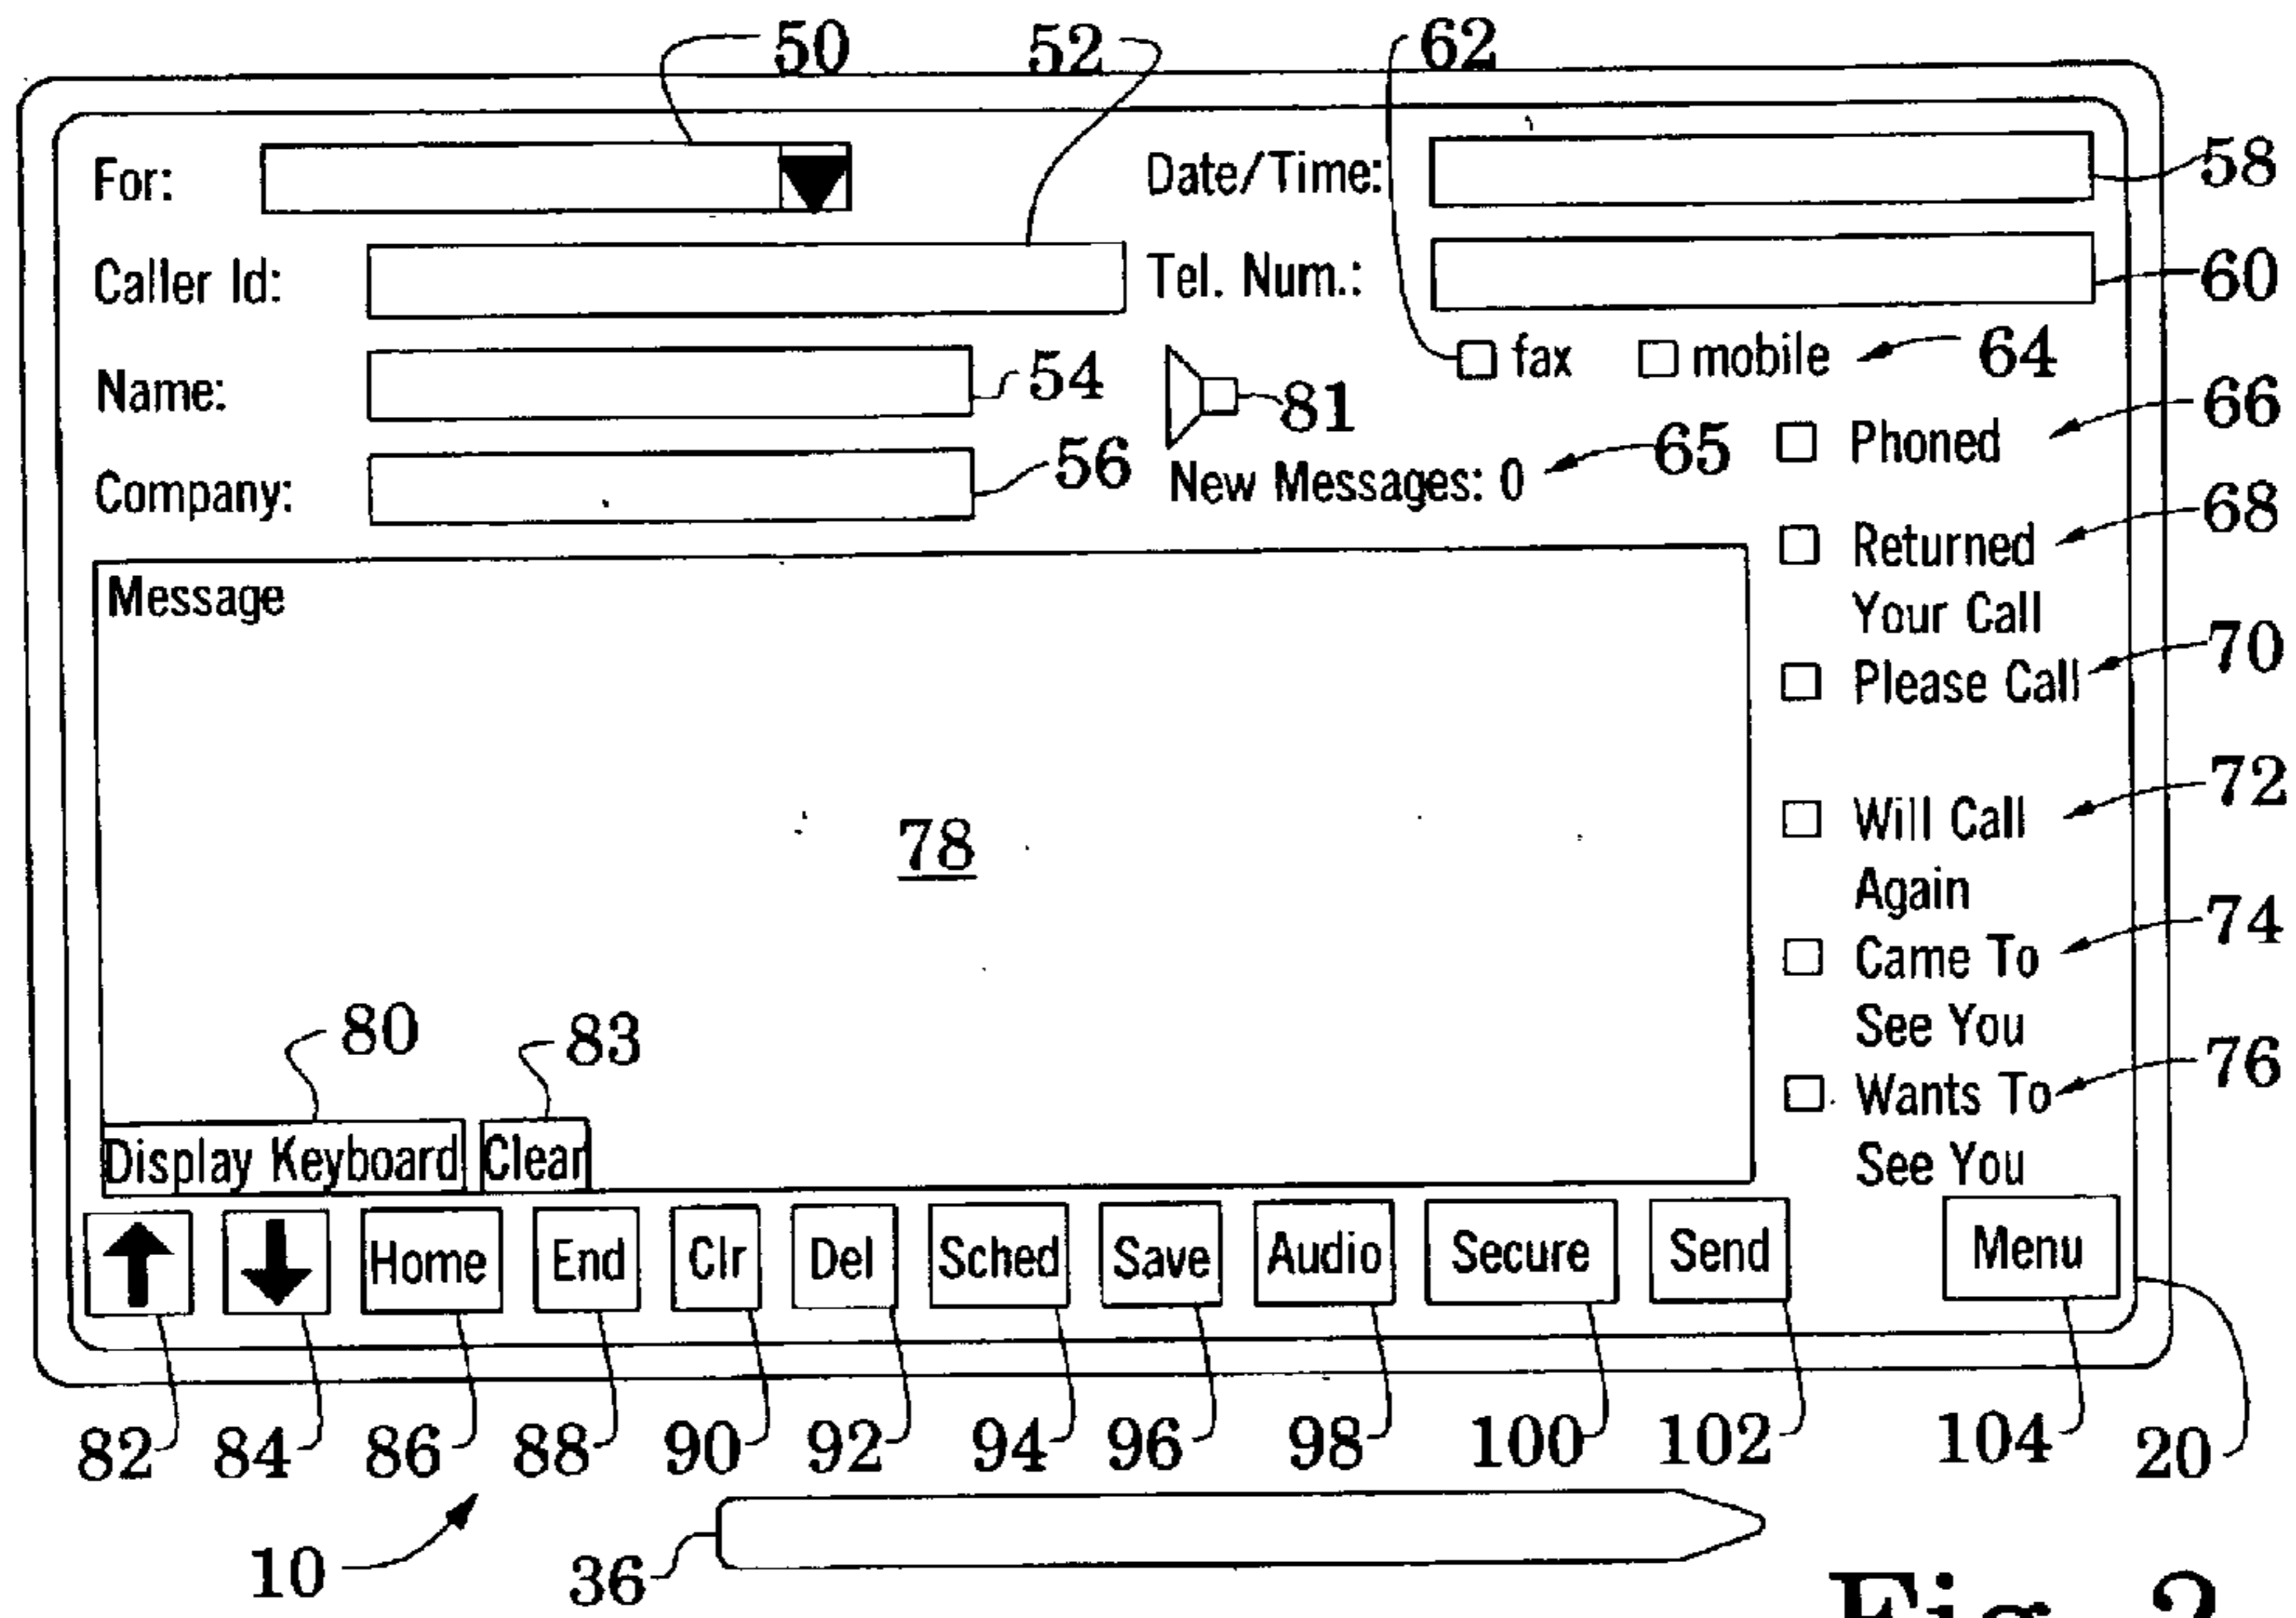 50 52 62
For: Date/Time: 58
Caller Id: Tel. Num.: 60
fax mobile 64
Name: 54 81 66
Phoned
Company: 56 New Messages: 0 65 68
Returned
Your Call
Message 70
Please Call
72
78 Will Call
Again
74
Came To
See You
80 83 76
Wants To
Display Keyboard Clear See You
Home End Clr Del Sched Save Audio Secure Send Menu
82 84 86 88 90 92 94 96 98 100 102 104 20
10 36